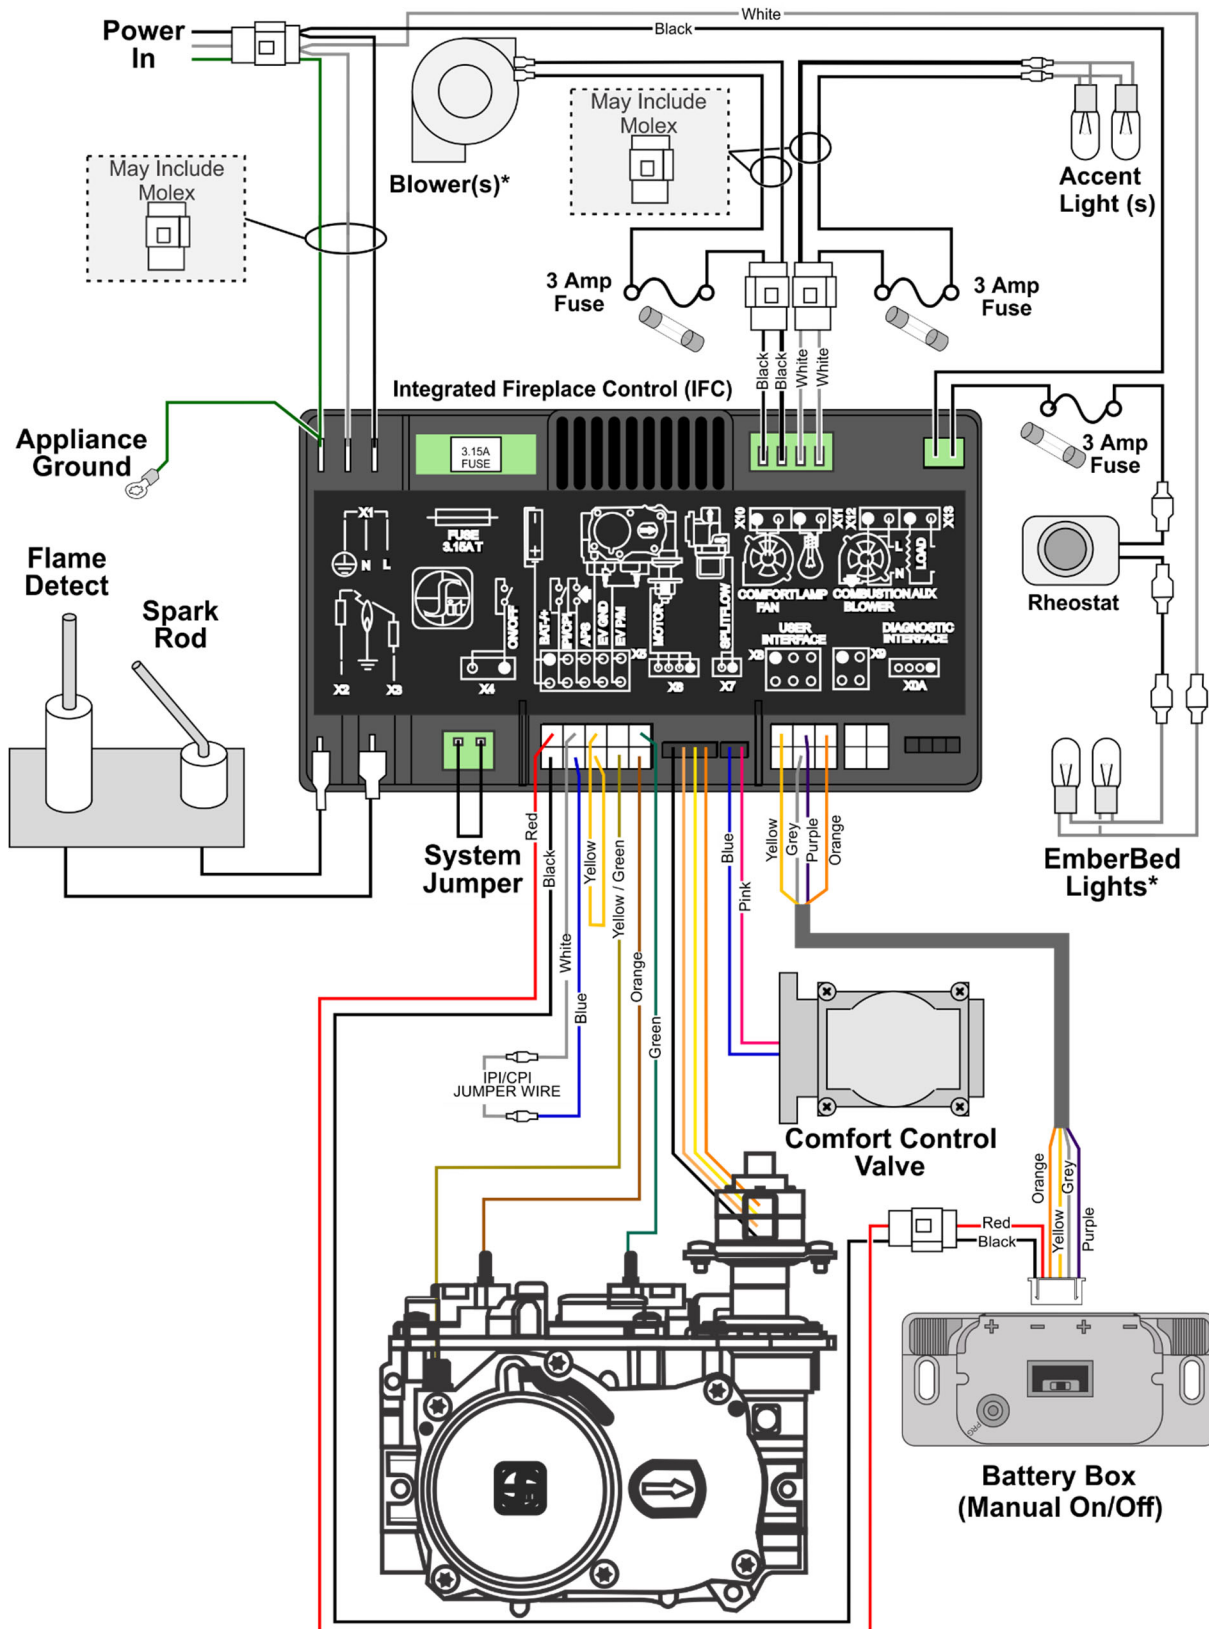 White
Black
Power
In
May Include
Molex
May Include
Molex
Blower(s)*
Accent
Light (s)
3 Amp
Fuse
3 Amp
Fuse
Black
Black
White
White
Integrated Fireplace Control (IFC)
Appliance
Ground
3.15A
FUSE
3 Amp
Fuse
X1
N L
FUSE
3.15A T
X10
X11
X12
X13
L
N
LOAD
COMFORT LAMP
FAN
COMBUSTION AUX
BLOWER
ON/OFF
BAT-/+
IPI/CPI
APS
EV GND
EV PM
MOTOR
SPLITFLOW
USER
INTERFACE
DIAGNOSTIC
INTERFACE
X2
X3
X4
X5
X6
X7
X8
X9
XDA
Rheostat
Flame
Detect
Spark
Rod
System
Jumper
Red
Black
White
Blue
Yellow
Yellow / Green
Orange
Green
Blue
Pink
Yellow
Grey
Purple
Orange
EmberBed
Lights*
IPI/CPI
JUMPER WIRE
Comfort Control
Valve
Orange
Yellow
Grey
Purple
Red
Black
+ − + −
PRG
Battery Box
(Manual On/Off)